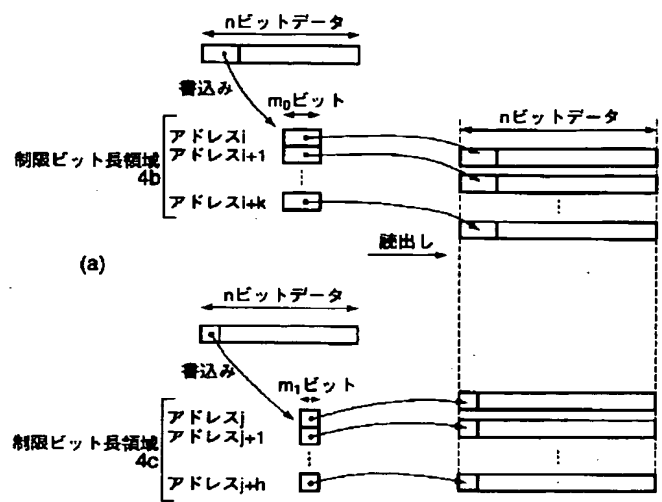 nビットデータ
書込み
m0ビット
nビットデータ
アドレスi
アドレスi+1
制限ビット長領域
4b
アドレスi+k
読出し
(a)
nビットデータ
書込み
m1ビット
アドレスj
アドレスj+1
制限ビット長領域
4c
アドレスj+h